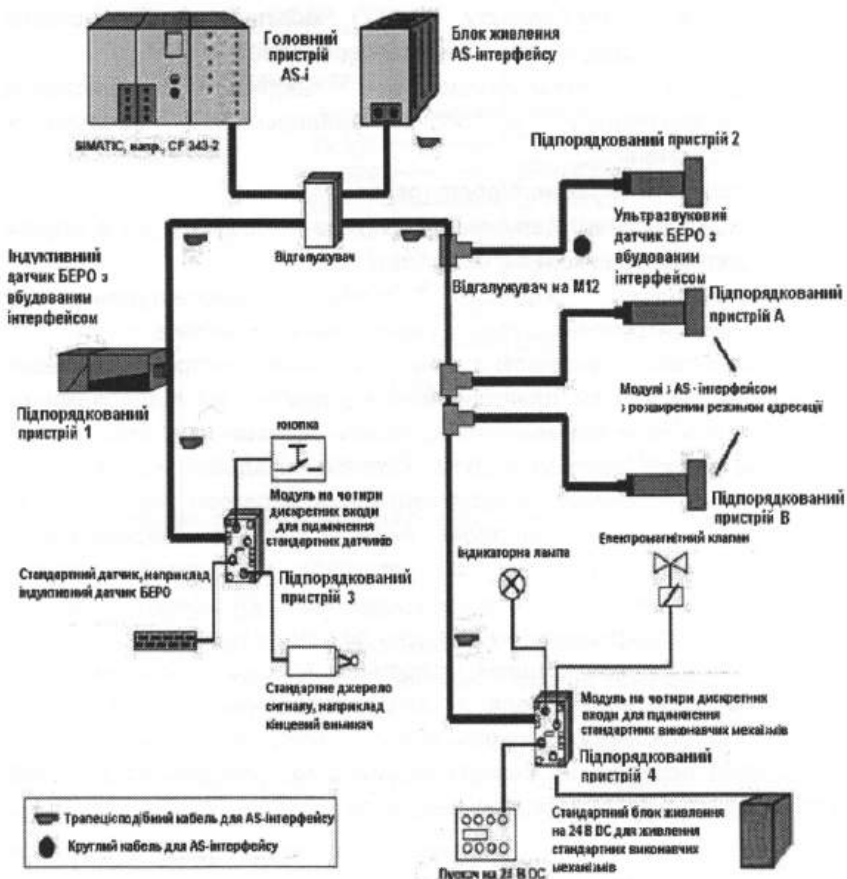 Головний
пристрій
AS-i
Блок живлення
AS-інтерфейсу
SIMATIC, напр., CP 343-2
Відгалужувач
Підпорядкований пристрій 2
Ультразвуковий
датчик БЕРО з
вбудованим
інтерфейсом
Відгалужувач на M12
Індуктивний
датчик БЕРО з
вбудованим
інтерфейсом
Підпорядкований
пристрій 1
Підпорядкований
пристрій A
Модулі з AS-інтерфейсом
з розширеним режимом адресації
Підпорядкований
пристрій B
кнопка
Модуль на чотири
дискретних входи
для підімкнення
стандартних датчиків
Стандартний датчик, наприклад
індуктивний датчик БЕРО
Підпорядкований
пристрій 3
Стандартне джерело
сигналу, наприклад
кінцевий вимикач
Індикаторна лампа
Електромагнітний клапан
Модуль на чотири дискретних
входи для підімкнення
стандартних виконавчих механізмів
Підпорядкований
пристрій 4
Стандартний блок живлення
на 24 В DC для живлення
стандартних виконавчих
механізмів
Пускач на 24 В DC
Трапецієподібний кабель для AS-інтерфейсу
Круглий кабель для AS-інтерфейсу